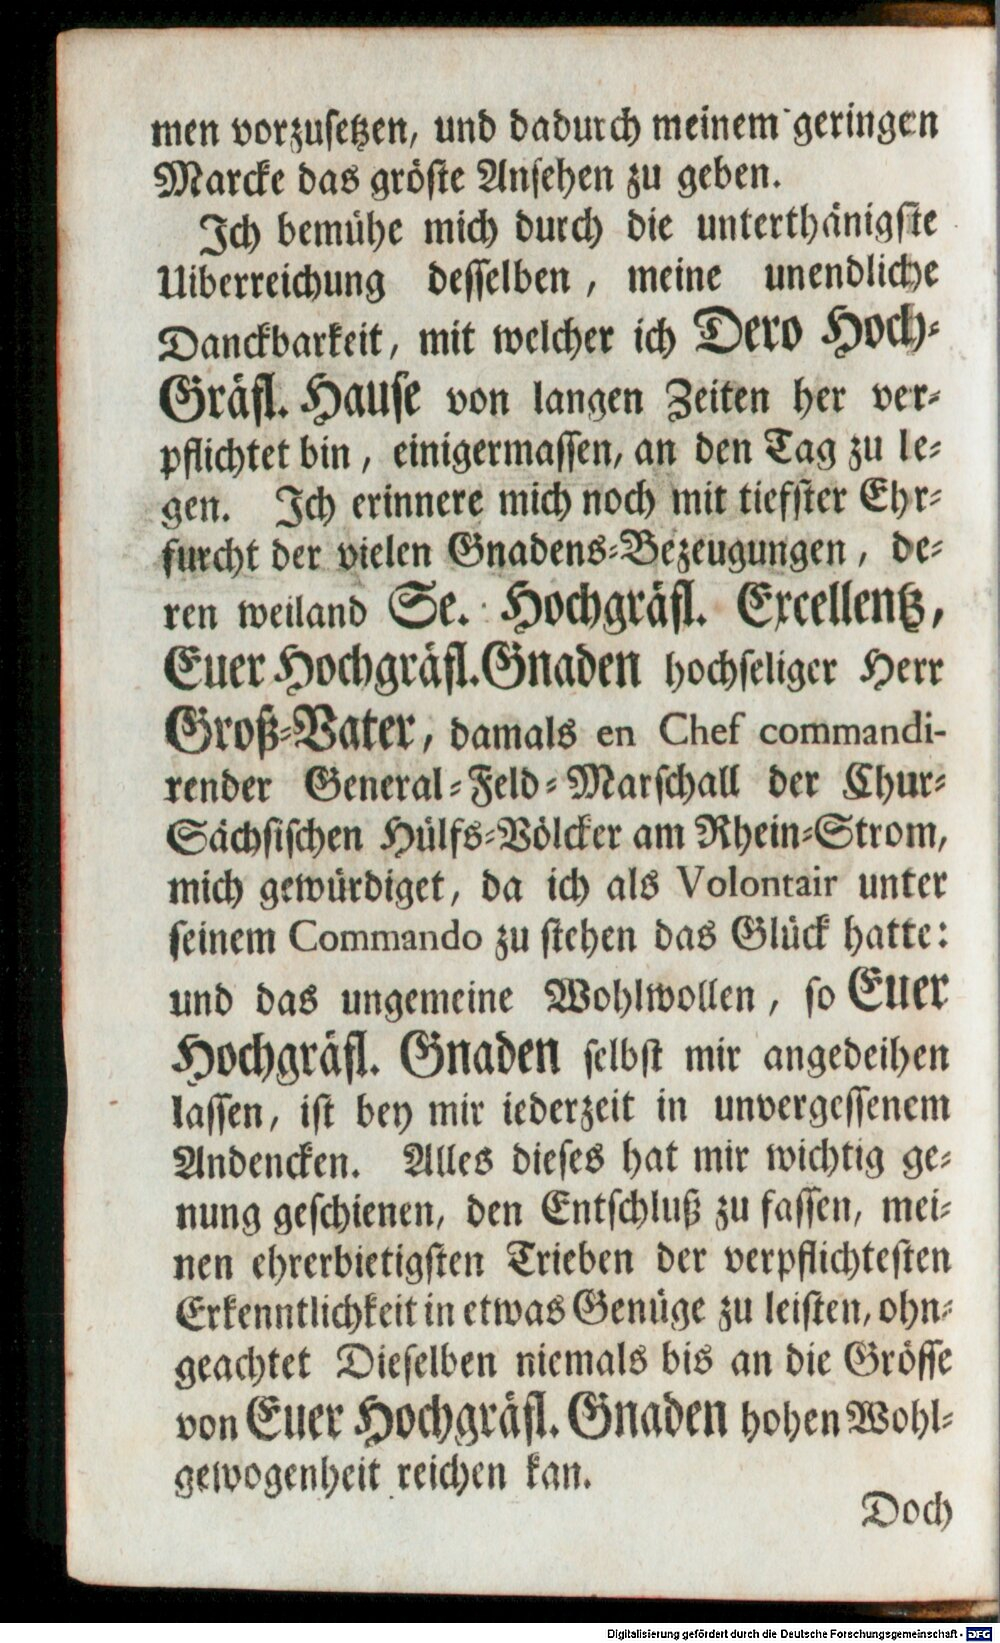 men vorzusetzen, und dadurch meinem geringen
Marcke das gröste Ansehen zu geben.
Ich bemühe mich durch die unterthänigste
Uiberreichung desselben, meine unendliche
Danckbarkeit, mit welcher ich Dero Hoch-
Gräfl. Hause von langen Zeiten her ver-
pflichtet bin, einigermassen, an den Tag zu le-
gen. Ich erinnere mich noch mit tiefster Ehr-
furcht der vielen Gnadens-Bezeugungen, de-
ren weiland Se. Hochgräfl. Excellentz,
Euer Hochgräfl. Gnaden hochseliger Herr
Groß-Vater, damals en Chef commandi-
render General-Feld-Marschall der Chur-
Sächsischen Hülfs-Völcker am Rhein-Strom,
mich gewürdiget, da ich als Volontair unter
seinem Commando zu stehen das Glück hatte:
und das ungemeine Wohlwollen, so Euer
Hochgräfl. Gnaden selbst mir angedeihen
lassen, ist bey mir iederzeit in unvergessenem
Andencken. Alles dieses hat mir wichtig ge-
nung geschienen, den Entschluß zu fassen, mei-
nen ehrerbietigsten Trieben der verpflichtesten
Erkenntlichkeit in etwas Genüge zu leisten, ohn-
geachtet Dieselben niemals bis an die Grösse
von Euer Hochgräfl. Gnaden hohen Wohl-
gewogenheit reichen kan.
Doch
Digitalisierung gefördert durch die Deutsche Forschungsgemeinschaft - DFG